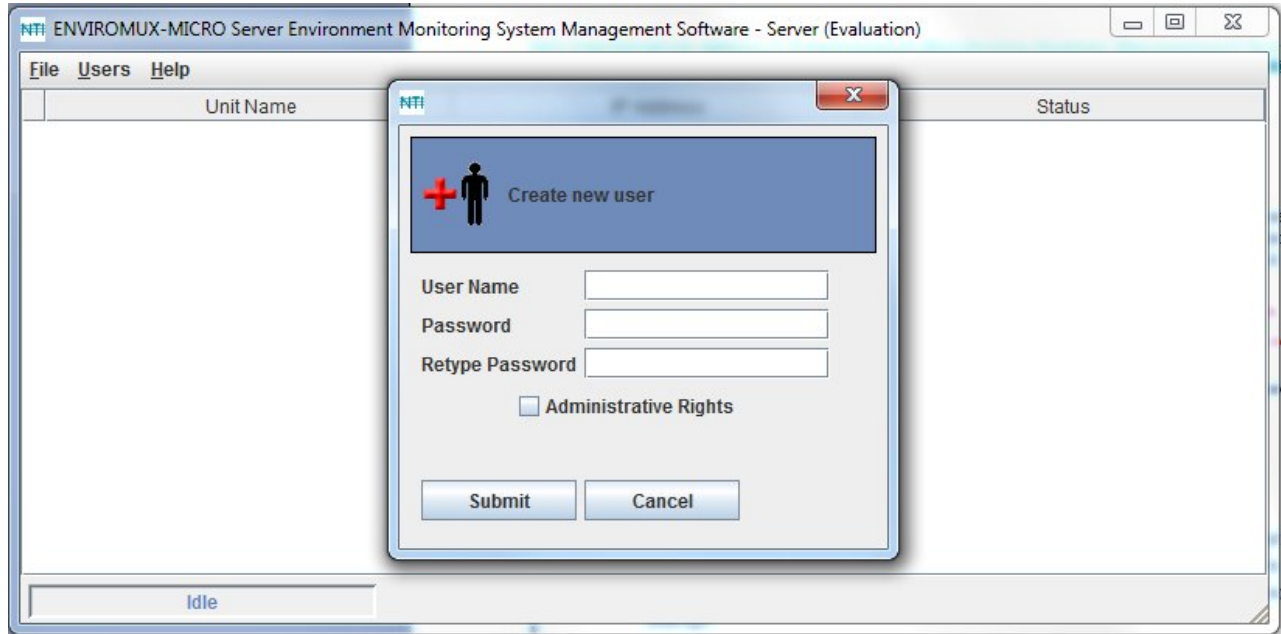 NTI ENVIROMUX-MICRO Server Environment Monitoring System Management Software - Server (Evaluation)
File Users Help
Unit Name
Status
NTI
Create new user
User Name
Password
Retype Password
Administrative Rights
Submit Cancel
Idle